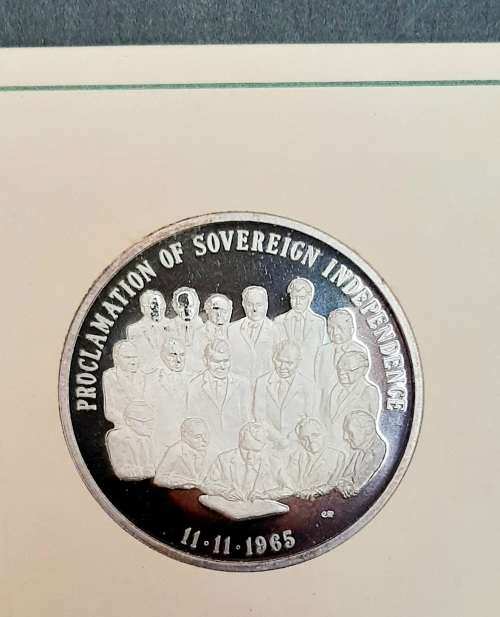 PROCLAMATION OF SOVEREIGN INDEPENDENCE
11·11·1965